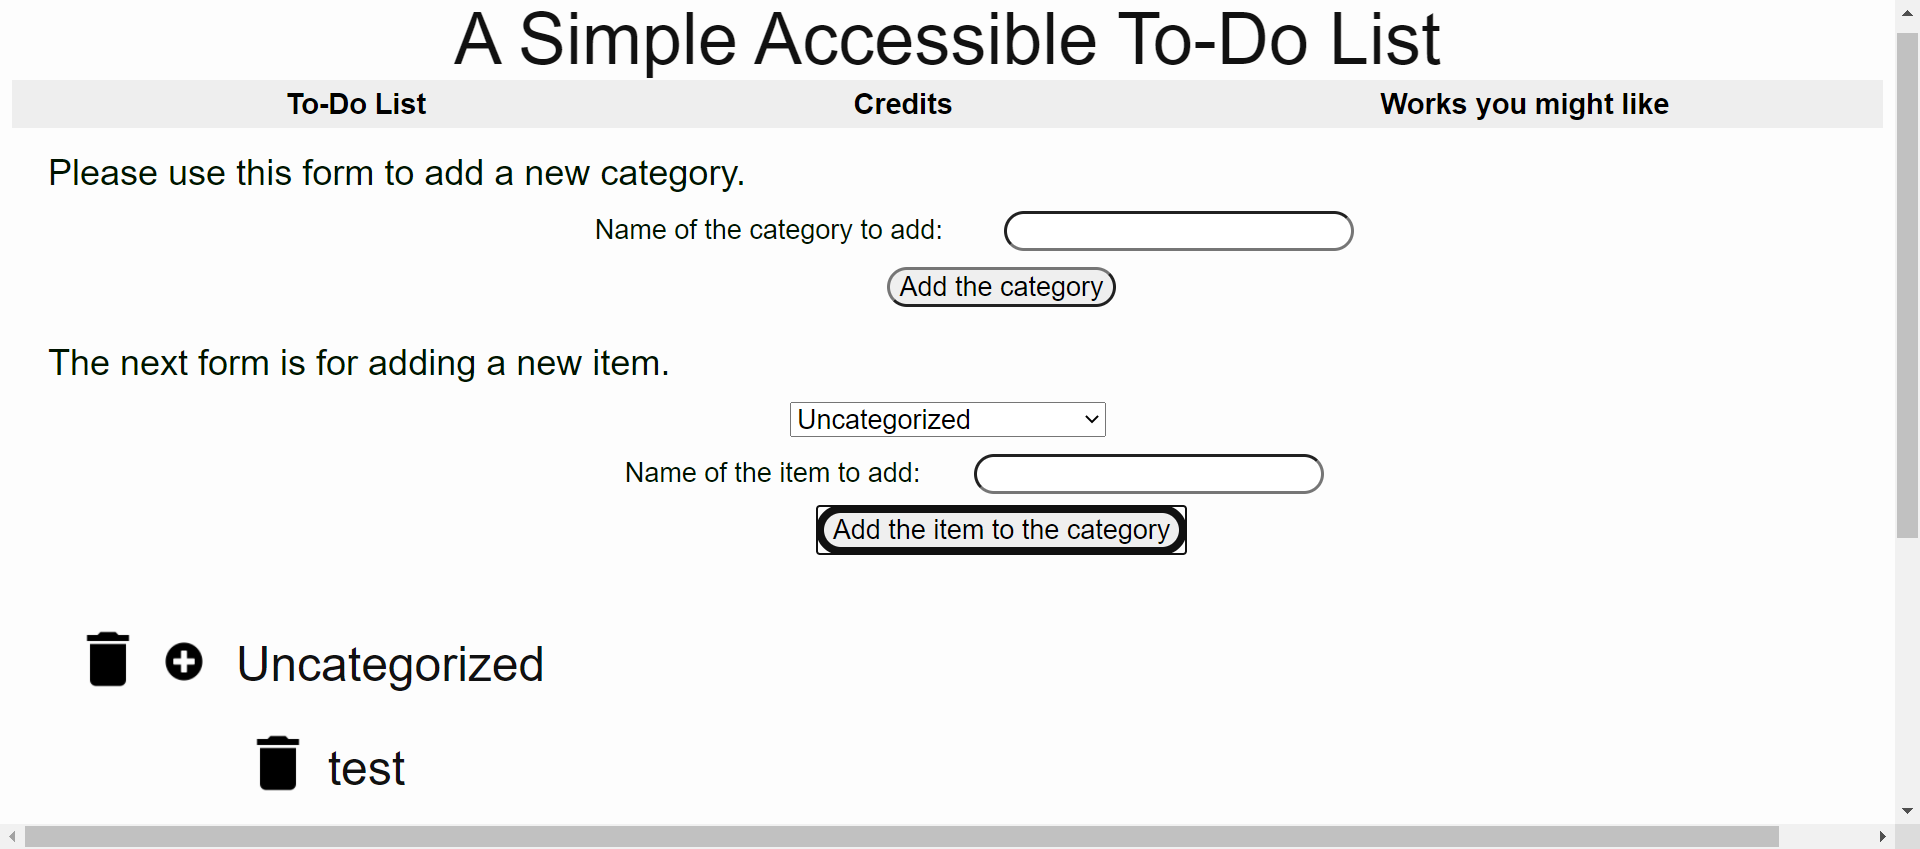 A Simple Accessible To-Do List
To-Do List Credits Works you might like
Please use this form to add a new category.
Name of the category to add:
Add the category
The next form is for adding a new item.
Uncategorized
Name of the item to add:
Add the item to the category
Uncategorized
test